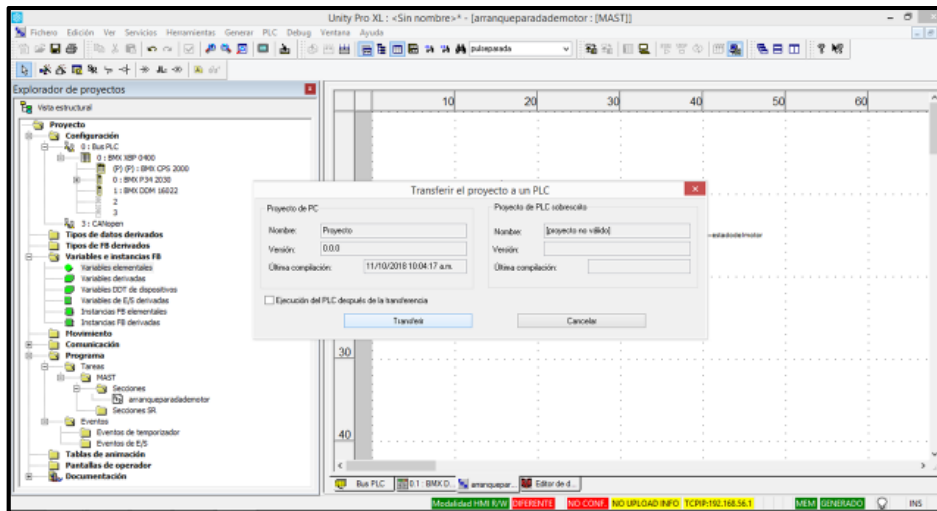 Unity Pro XL : <Sin nombre>* - [arranqueparadademotor : [MAST]]
Fichero Edición Ver Servicios Herramientas Generar PLC Debug Ventana Ayuda
pulseparada
Explorador de proyectos
Vista estructural
Proyecto
Configuración
0 : Bus PLC
0 : BMX XBP 0400
(P) (P) : BMX CPS 2000
0 : BMX P34 2030
1 : BMX DDM 16022
2
3
3 : CANopen
Tipos de datos derivados
Tipos de FB derivados
Variables e instancias FB
Variables elementales
Variables derivadas
Variables DDT de dispositivos
Variables de E/S derivadas
Instancias FB elementales
Instancias FB derivadas
Movimiento
Comunicación
Programa
Tareas
MAST
Secciones
arranqueparadademotor
Secciones SR
Eventos
Eventos de temporizador
Eventos de E/S
Tablas de animación
Pantallas de operador
Documentación
10 20 30 40 50 60
estadodelmotor
30
40
Transferir el proyecto a un PLC
Proyecto de PC
Nombre: Proyecto
Versión: 0.0.0
Última compilación: 11/10/2018 10:04:17 a.m.
Proyecto de PLC sobrescrito
Nombre: [proyecto no válido]
Versión:
Última compilación:
Ejecución del PLC después de la transferencia
Transferir
Cancelar
Bus PLC 0.1 : BMX D... arranquepar... Editor de d...
Modalidad HMI R/W DIFERENTE NO CONF. NO UPLOAD INFO TCPIP:192.168.56.1 MEM GENERADO INS